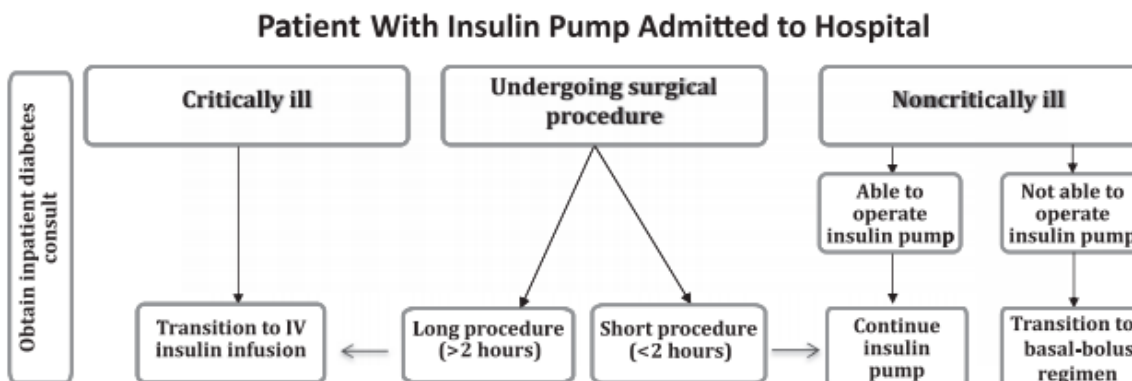 Patient With Insulin Pump Admitted to Hospital
Obtain inpatient diabetes
consult
Critically ill
Undergoing surgical
procedure
Noncritically ill
Able to
operate
insulin pump
Not able to
operate
insulin pump
Transition to IV
insulin infusion
Long procedure
(>2 hours)
Short procedure
(<2 hours)
Continue
insulin
pump
Transition to
basal-bolus
regimen